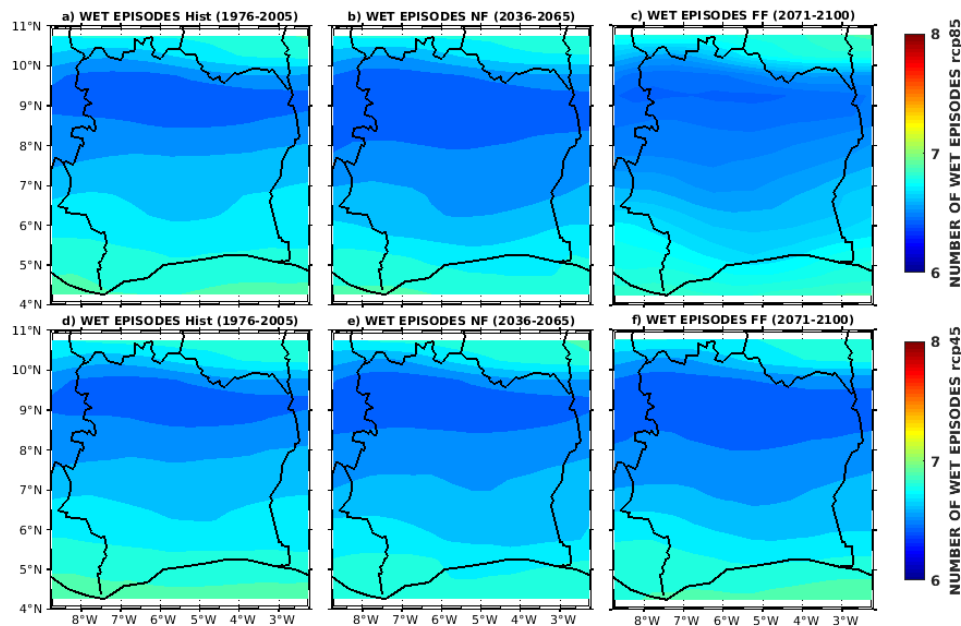 a) WET EPISODES Hist (1976-2005)
b) WET EPISODES NF (2036-2065)
c) WET EPISODES FF (2071-2100)
11°N
10°N
9°N
8°N
7°N
6°N
5°N
4°N
8
7
6
NUMBER OF WET EPISODES rcp85
d) WET EPISODES Hist (1976-2005)
e) WET EPISODES NF (2036-2065)
f) WET EPISODES FF (2071-2100)
11°N
10°N
9°N
8°N
7°N
6°N
5°N
4°N
8°W 7°W 6°W 5°W 4°W 3°W
8°W 7°W 6°W 5°W 4°W 3°W
8°W 7°W 6°W 5°W 4°W 3°W
8
7
6
NUMBER OF WET EPISODES rcp45